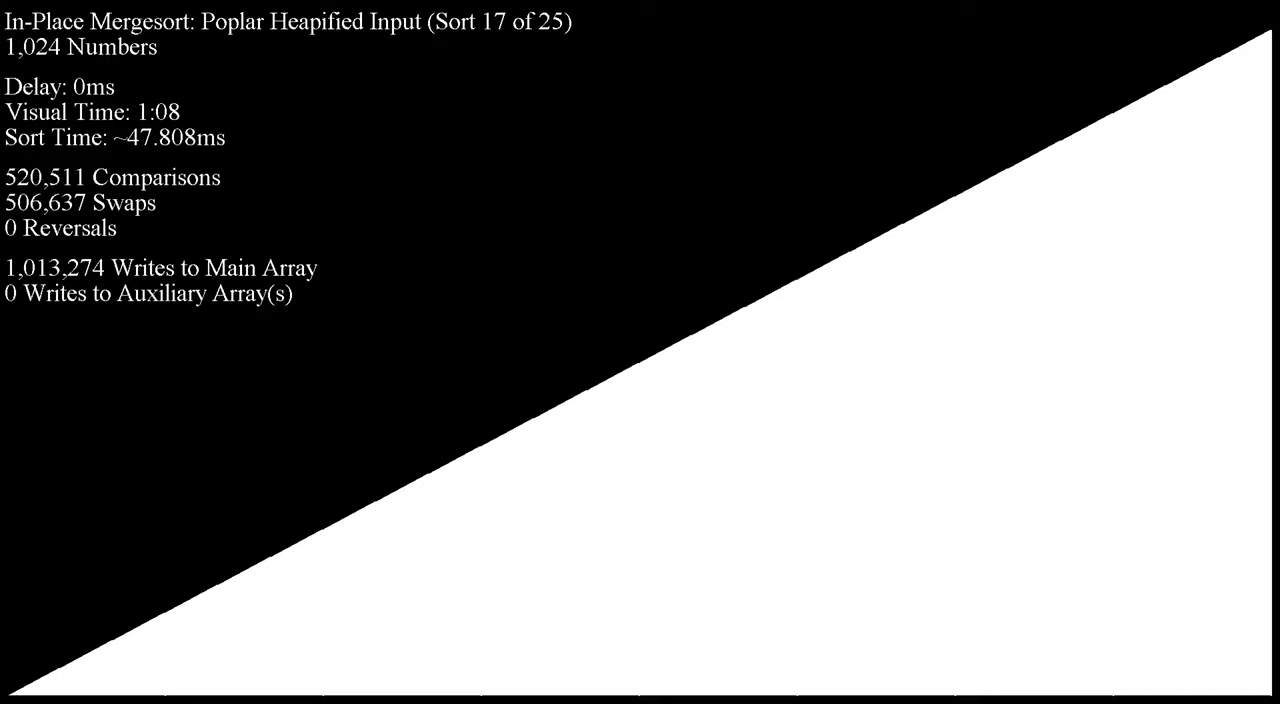 In-Place Mergesort: Poplar Heapified Input (Sort 17 of 25)
1,024 Numbers
Delay: 0ms
Visual Time: 1:08
Sort Time: ~47.808ms
520,511 Comparisons
506,637 Swaps
0 Reversals
1,013,274 Writes to Main Array
0 Writes to Auxiliary Array(s)